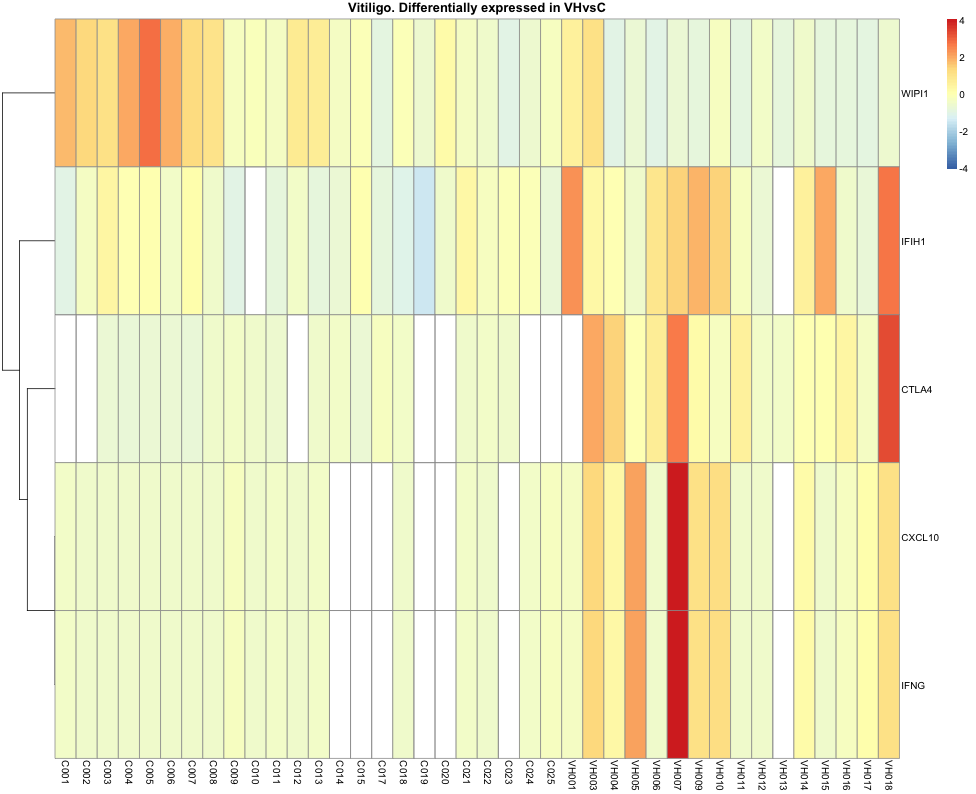 Vitiligo. Differentially expressed in VHvsC
4
2
0
-2
-4
WIPI1
IFIH1
CTLA4
CXCL10
IFNG
C001 C002 C003 C004 C005 C006 C007 C008 C009 C010 C011 C012 C013 C014 C015 C017 C018 C019 C020 C021 C022 C023 C024 C025 VH001 VH003 VH004 VH005 VH006 VH007 VH009 VH010 VH011 VH012 VH013 VH014 VH015 VH016 VH017 VH018